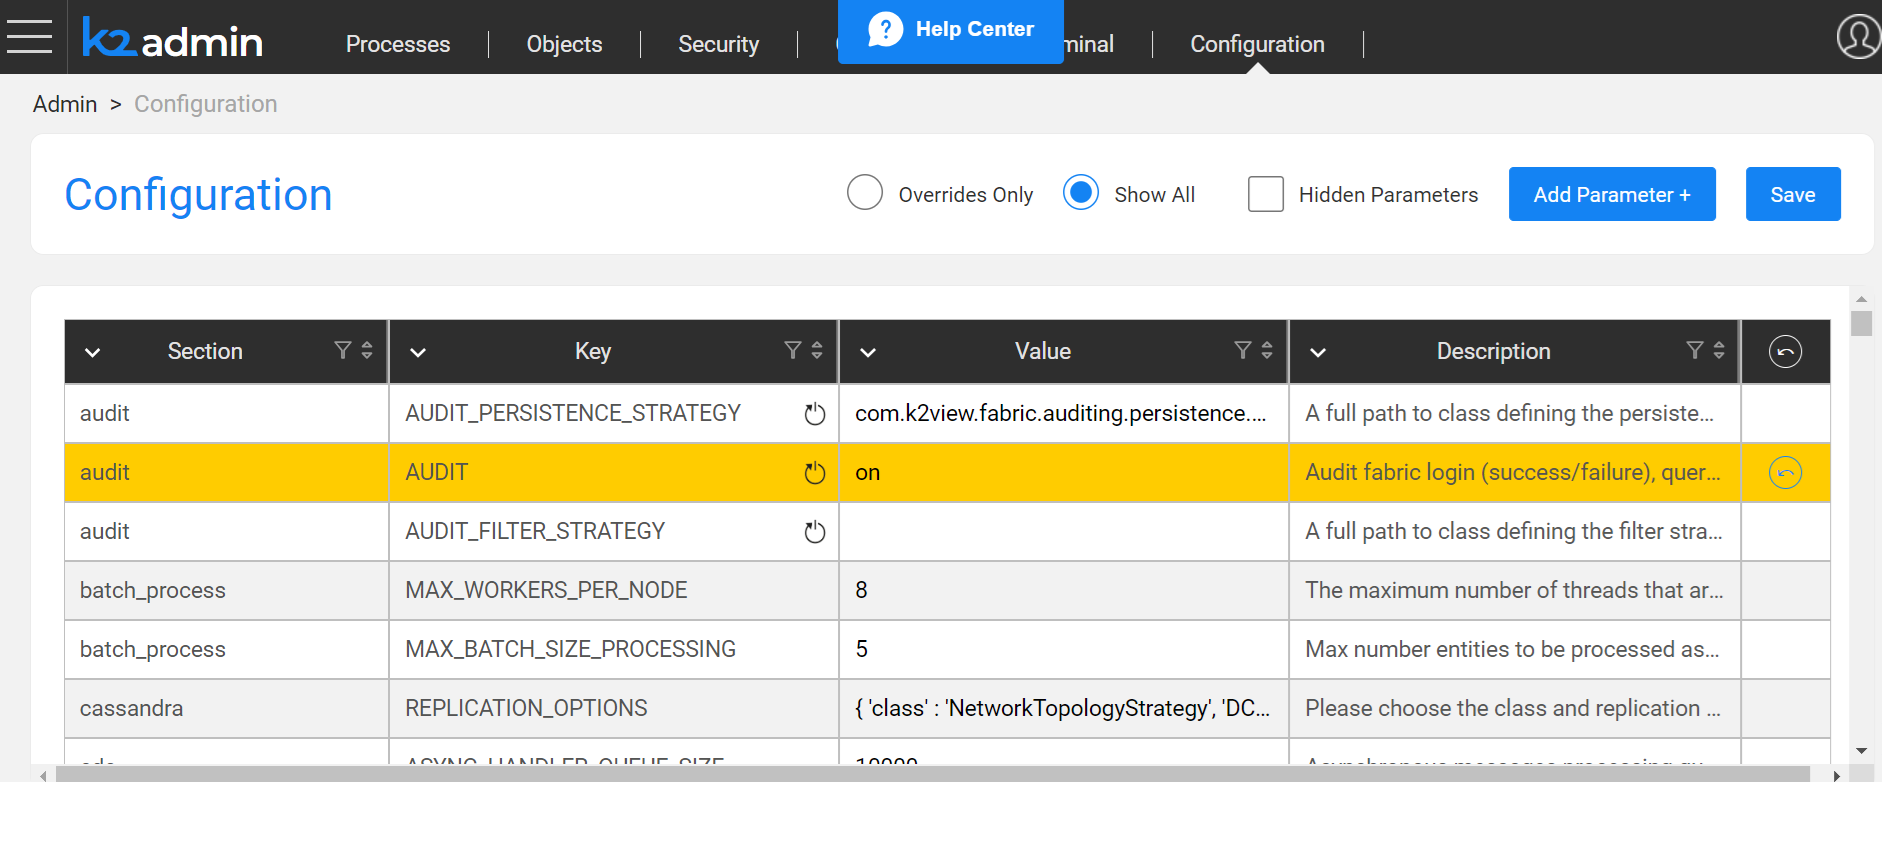 k2admin
Processes
Objects
Security
Help Center
minal
Configuration
Admin > Configuration
Configuration
Overrides Only
Show All
Hidden Parameters
Add Parameter +
Save
Section Key Value Description
audit AUDIT_PERSISTENCE_STRATEGY com.k2view.fabric.auditing.persistence.... A full path to class defining the persiste...
audit AUDIT on Audit fabric login (success/failure), quer...
audit AUDIT_FILTER_STRATEGY A full path to class defining the filter stra...
batch_process MAX_WORKERS_PER_NODE 8 The maximum number of threads that ar...
batch_process MAX_BATCH_SIZE_PROCESSING 5 Max number entities to be processed as...
cassandra REPLICATION_OPTIONS { 'class' : 'NetworkTopologyStrategy', 'DC... Please choose the class and replication ...
ASYNC_HANDLER_QUEUE_SIZE 10000